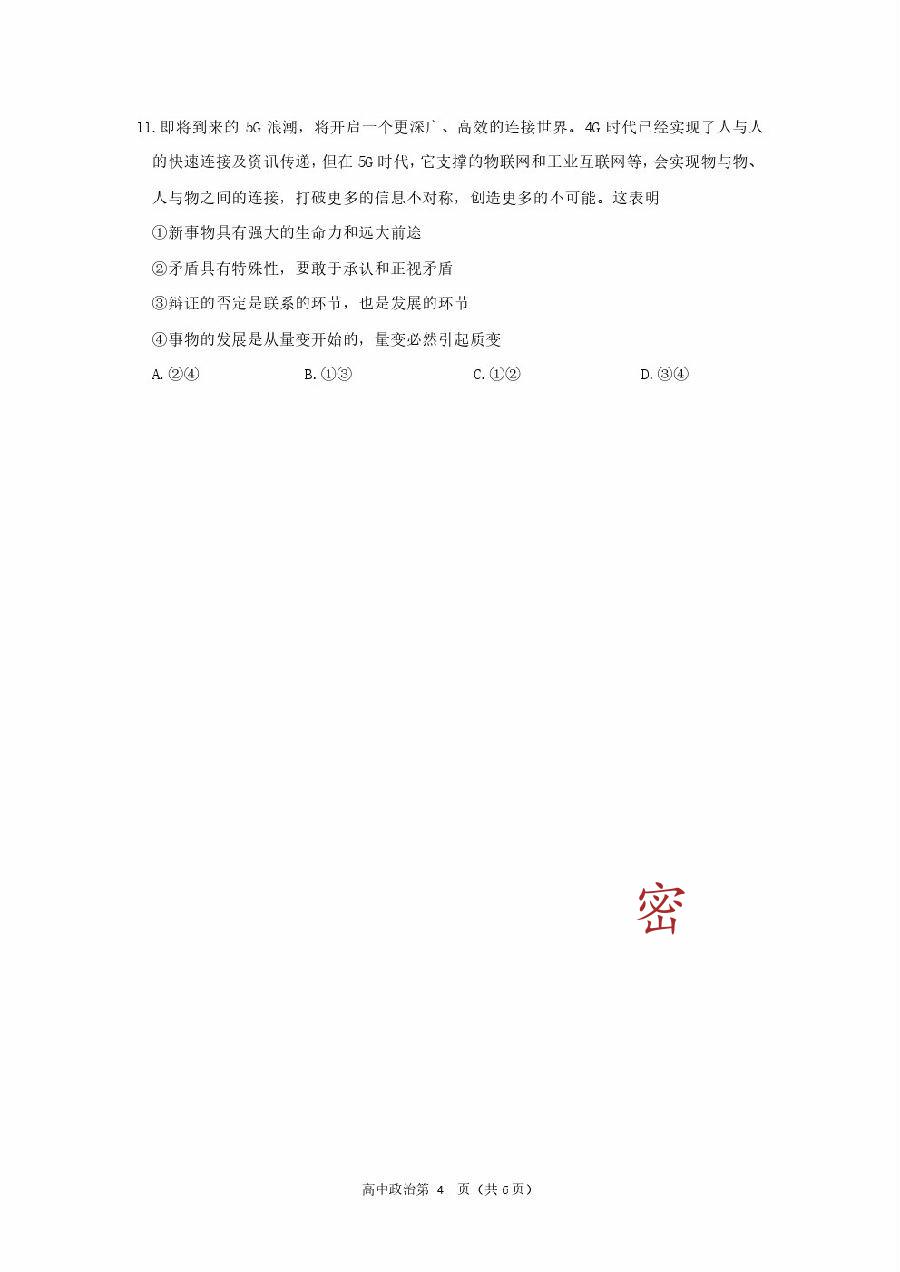 11. 即将到来的 5G 浪潮，将开启一个更深广、高效的连接世界。4G 时代已经实现了人与人
的快速连接及资讯传递，但在 5G 时代，它支撑的物联网和工业互联网等，会实现物与物、
人与物之间的连接，打破更多的信息不对称，创造更多的不可能。这表明
①新事物具有强大的生命力和远大前途
②矛盾具有特殊性，要敢于承认和正视矛盾
③辩证的否定是联系的环节，也是发展的环节
④事物的发展是从量变开始的，量变必然引起质变
A. ②④ B. ①③ C. ①② D. ③④
密
高中政治第 4 页（共 6 页）